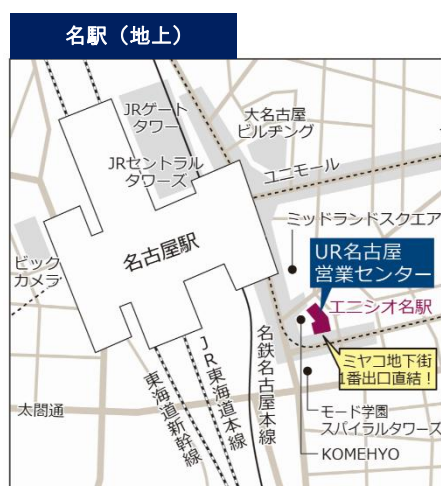 名駅（地上）
JRゲート
タワー
大名古屋
ビルヂング
JRセントラル
タワーズ
ユニモール
ミッドランドスクエア
名古屋駅
UR名古屋
営業センター
ビック
カメラ
エニシオ名駅
ミヤコ地下街
1番出口直結！
太閤通
東海道新幹線
JR東海道本線
名鉄名古屋本線
モード学園
スパイラルタワーズ
KOMEHYO